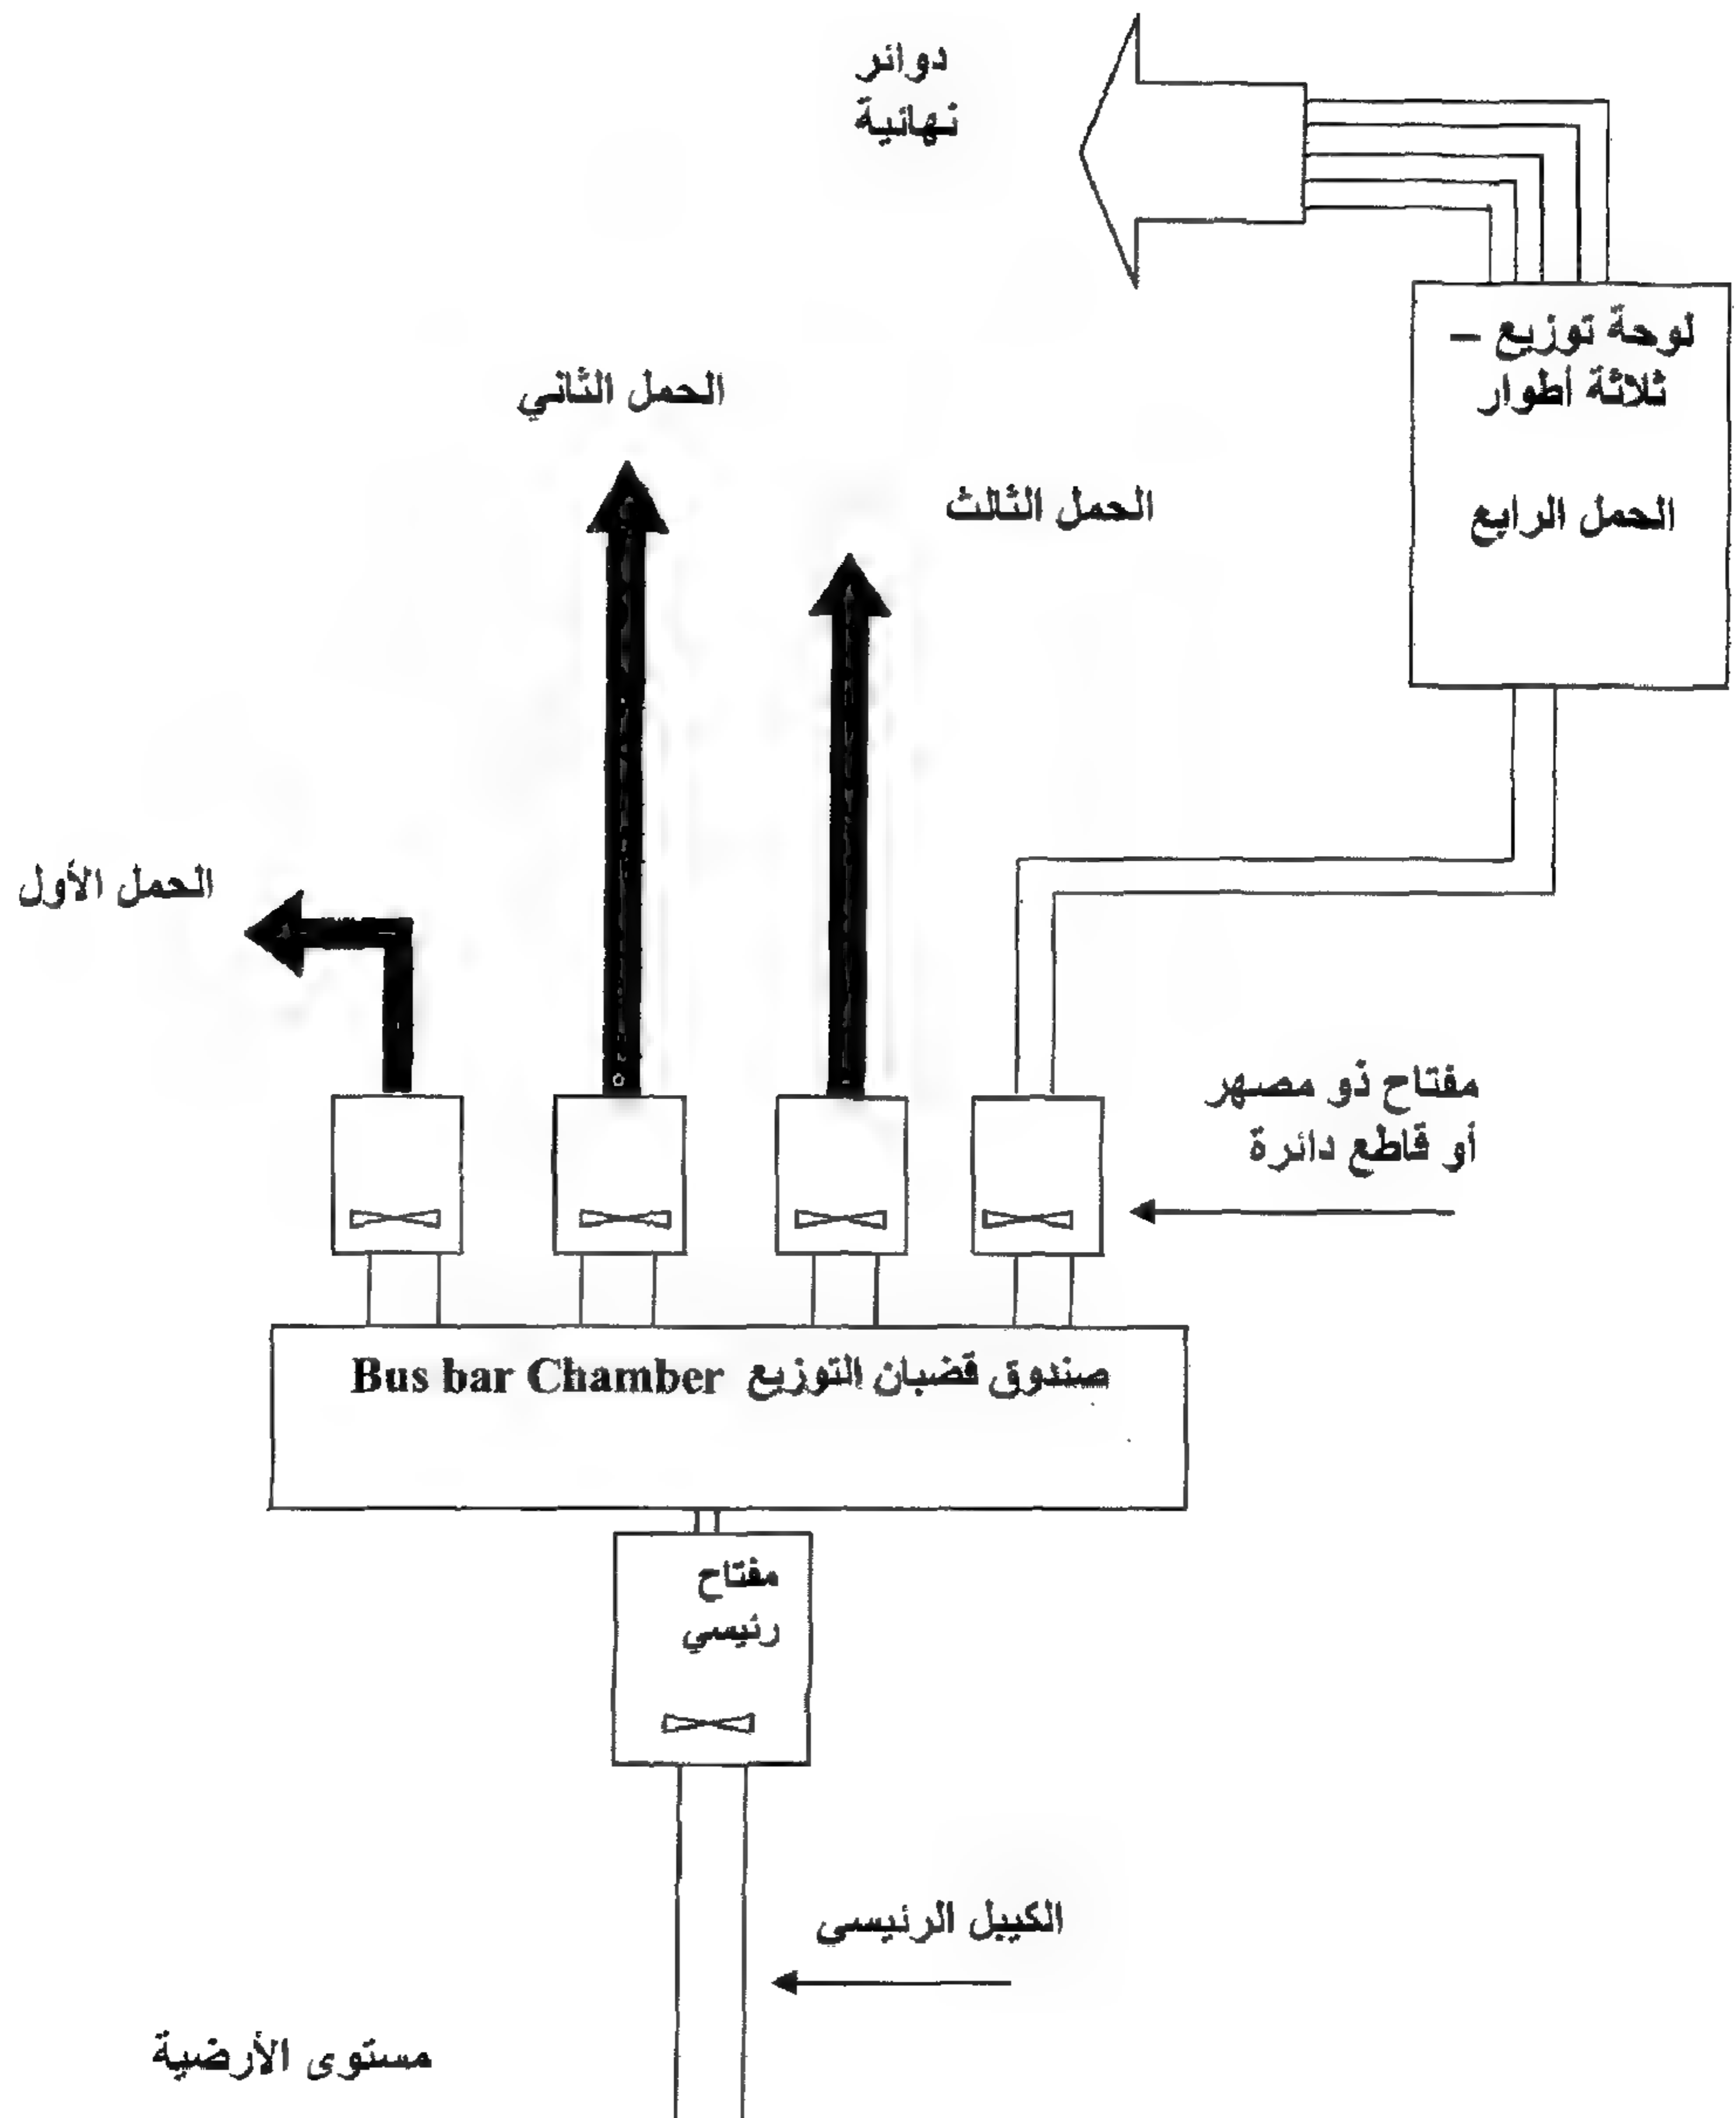 دوائر
نهائية
لوحة توزيع –
ثلاثة أطوار
الحمل الرابع
الحمل الثاني
الحمل الثالث
الحمل الأول
مفتاح ذو مصهر
أو قاطع دائرة
صندوق قضبان التوزيع Bus bar Chamber
مفتاح
رئيسي
الكيبل الرئيسى
مستوى الأرضية